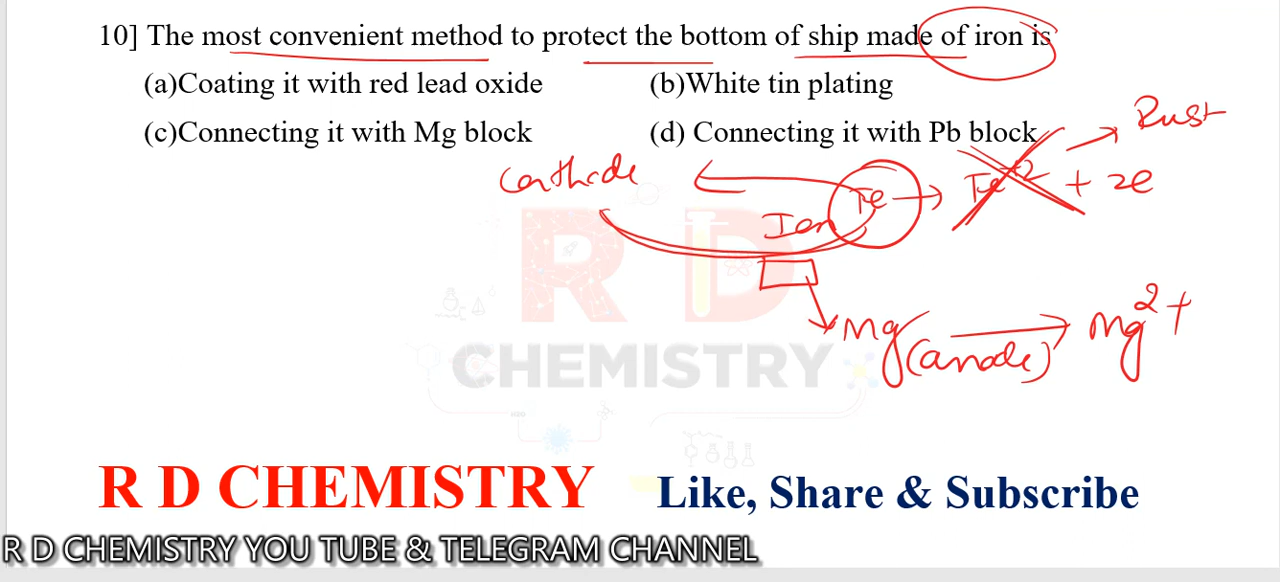 10] The most convenient method to protect the bottom of ship made of iron is
(a)Coating it with red lead oxide (b)White tin plating
(c)Connecting it with Mg block (d) Connecting it with Pb block
Rust
Cathode Fe → Fe+2 + 2e
Iron
Mg (anode) → Mg2+
R D
CHEMISTRY
R D CHEMISTRY Like, Share & Subscribe
R D CHEMISTRY YOU TUBE & TELEGRAM CHANNEL